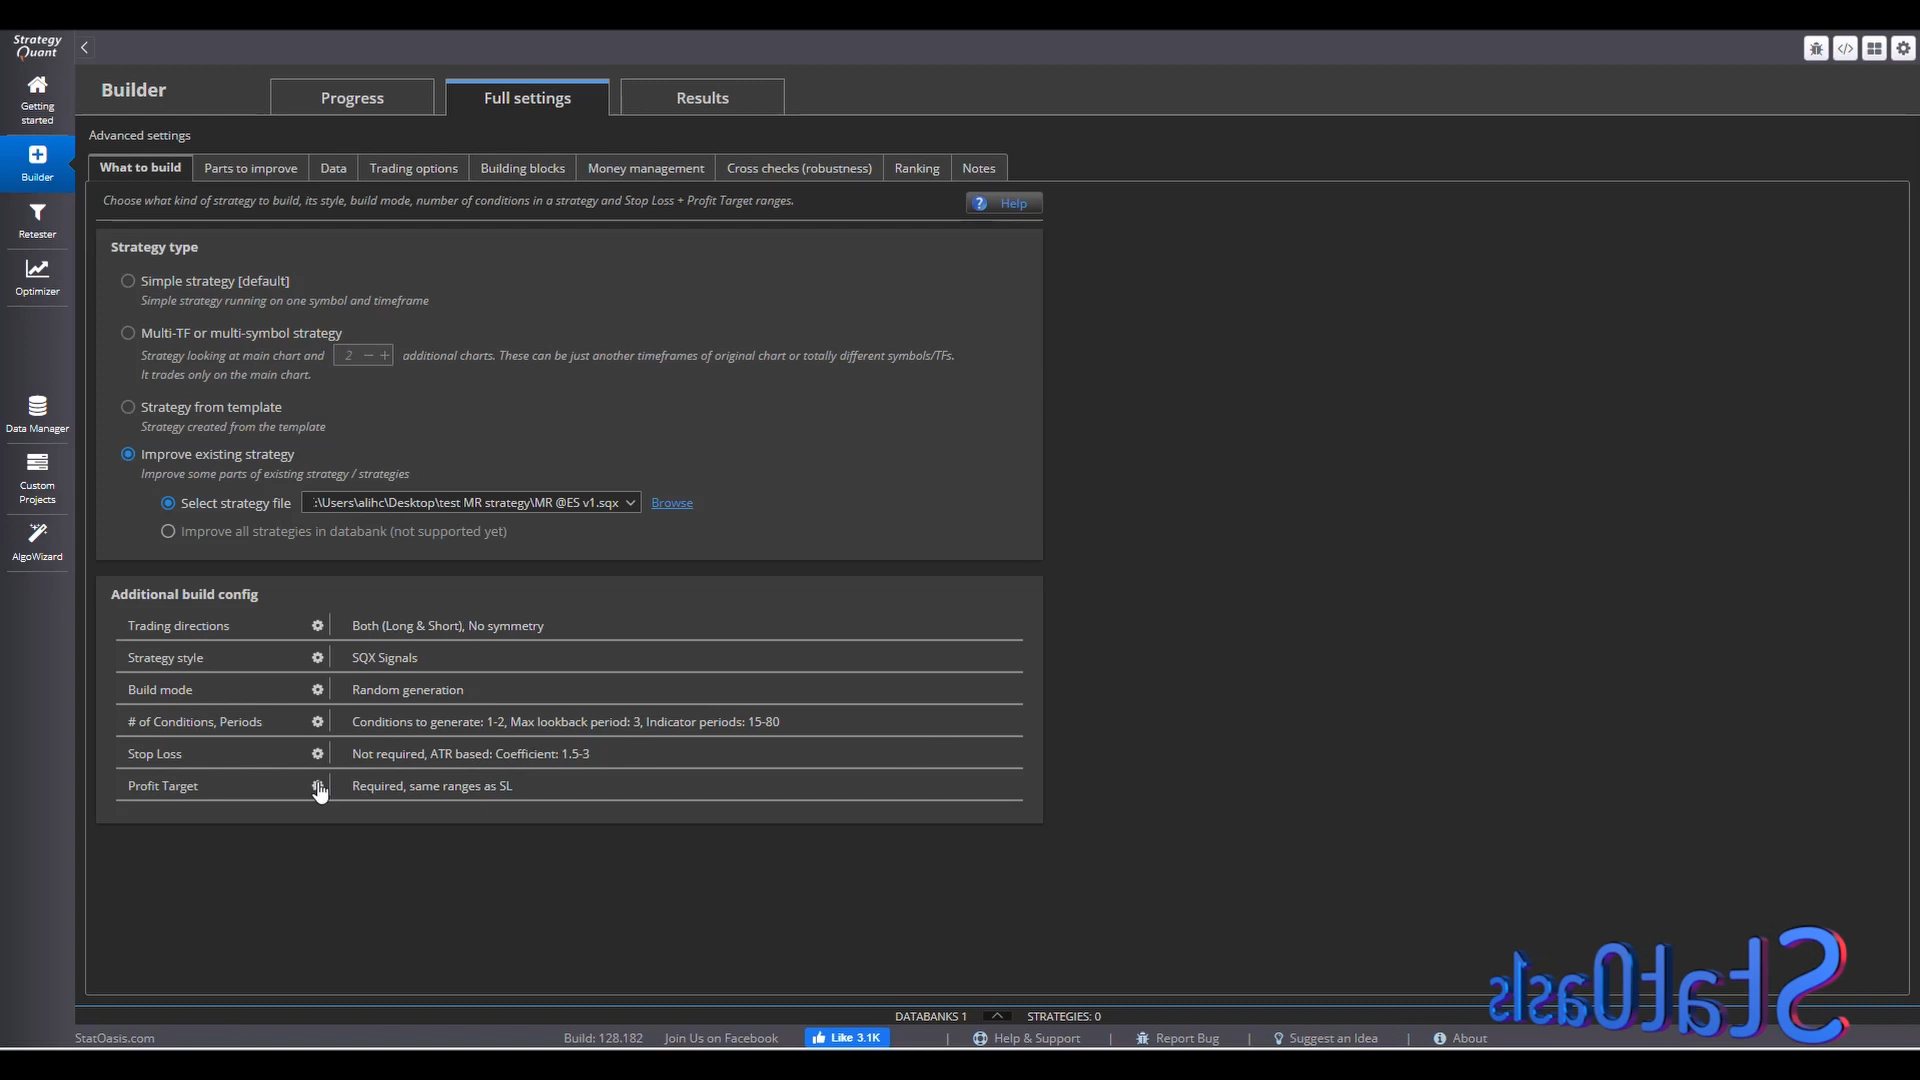 Strategy
Quant
Getting
started
Builder
Retester
Optimizer
Data Manager
Custom
Projects
AlgoWizard
Builder
Progress
Full settings
Results
Advanced settings
What to build
Parts to improve
Data
Trading options
Building blocks
Money management
Cross checks (robustness)
Ranking
Notes
Choose what kind of strategy to build, its style, build mode, number of conditions in a strategy and Stop Loss + Profit Target ranges.
? Help
Strategy type
Simple strategy [default]
Simple strategy running on one symbol and timeframe
Multi-TF or multi-symbol strategy
Strategy looking at main chart and 2 − + additional charts. These can be just another timeframes of original chart or totally different symbols/TFs.
It trades only on the main chart.
Strategy from template
Strategy created from the template
Improve existing strategy
Improve some parts of existing strategy / strategies
Select strategy file :\Users\alihc\Desktop\test MR strategy\MR @ES v1.sqx Browse
Improve all strategies in databank (not supported yet)
Additional build config
Trading directions Both (Long & Short), No symmetry
Strategy style SQX Signals
Build mode Random generation
# of Conditions, Periods Conditions to generate: 1-2, Max lookback period: 3, Indicator periods: 15-80
Stop Loss Not required, ATR based: Coefficient: 1.5-3
Profit Target Required, same ranges as SL
StatOasis
DATABANKS 1 STRATEGIES: 0
StatOasis.com Build: 128.182 Join Us on Facebook Like 3.1K | Help & Support | Report Bug | Suggest an Idea | About